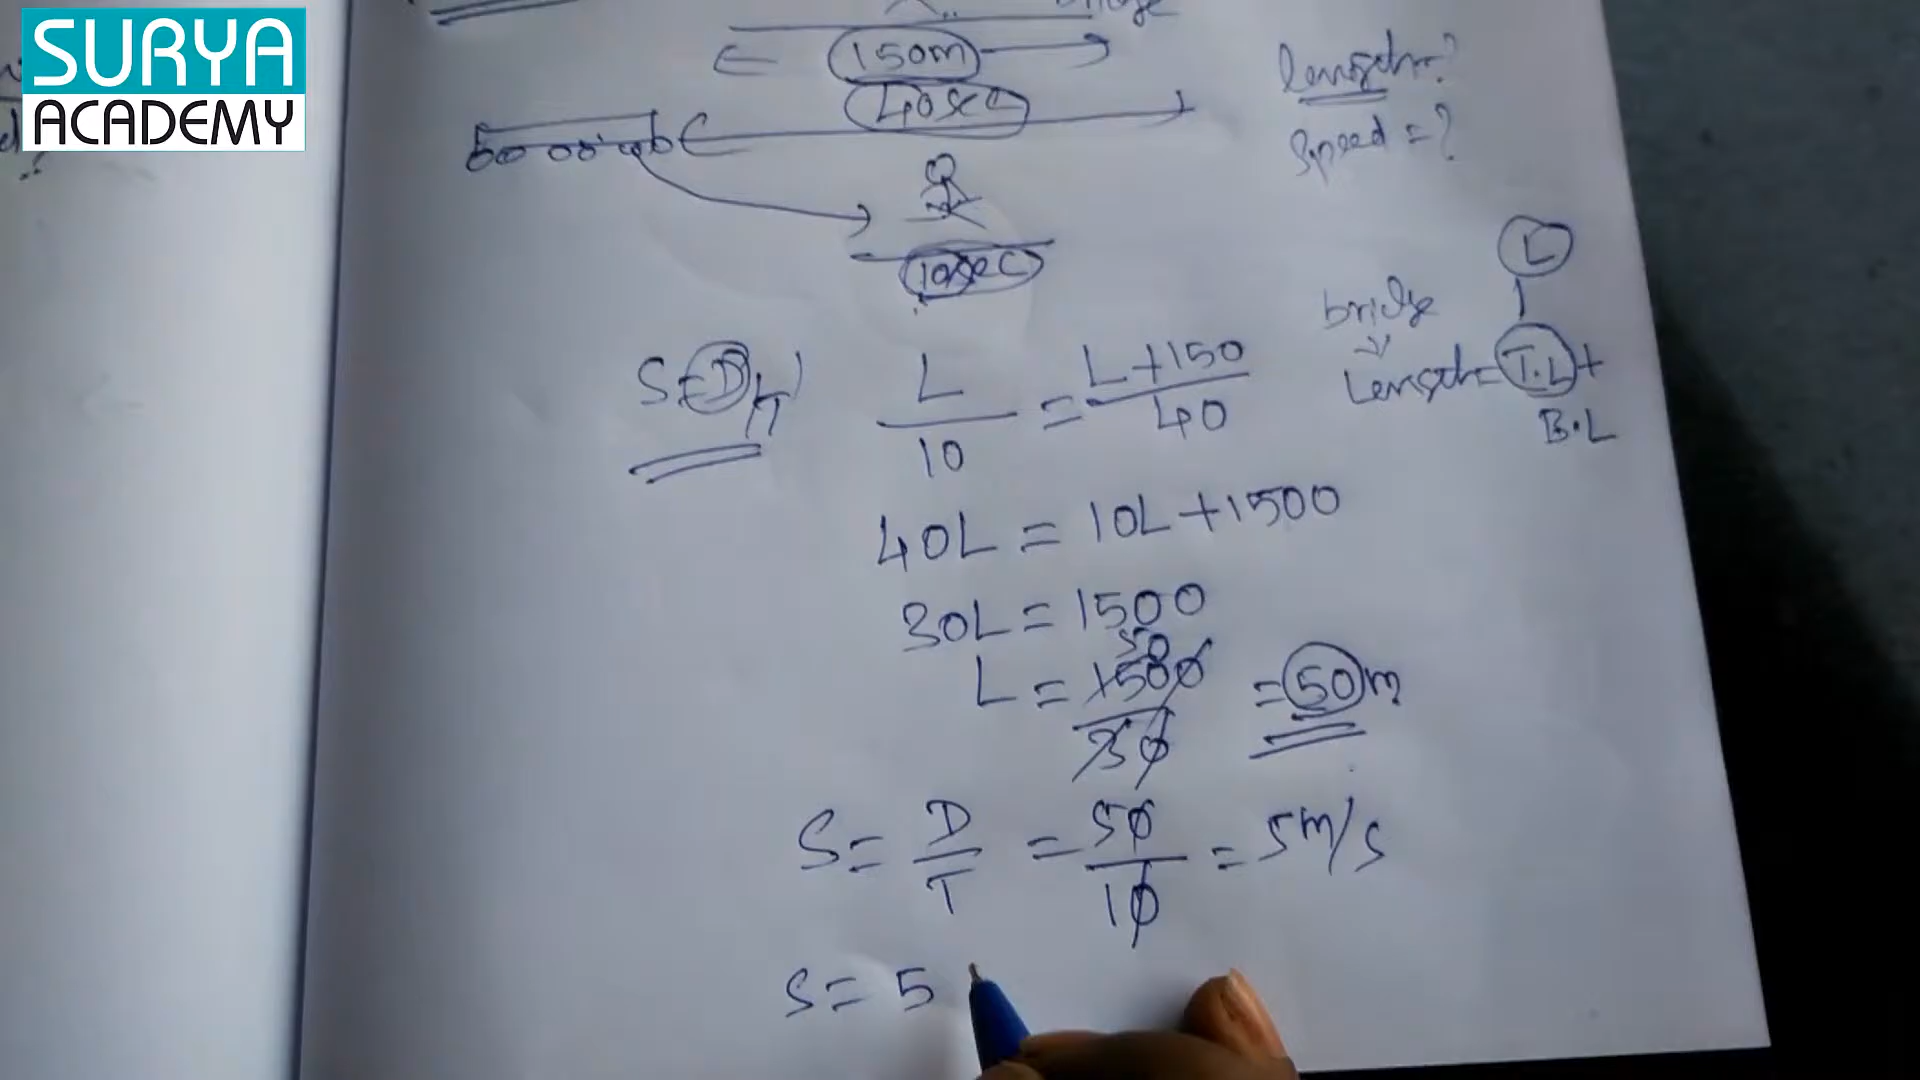 SURYA
ACADEMY
150m
40sec
10sec
length=?
Speed=?
L
bridge
Length=T.L+
B.L
S=D/T
L/10 = L+150/40
40L = 10L+1500
30L = 1500
50
L = 1500/30 = 50m
S = D/T = 50/10 = 5m/s
S = 5